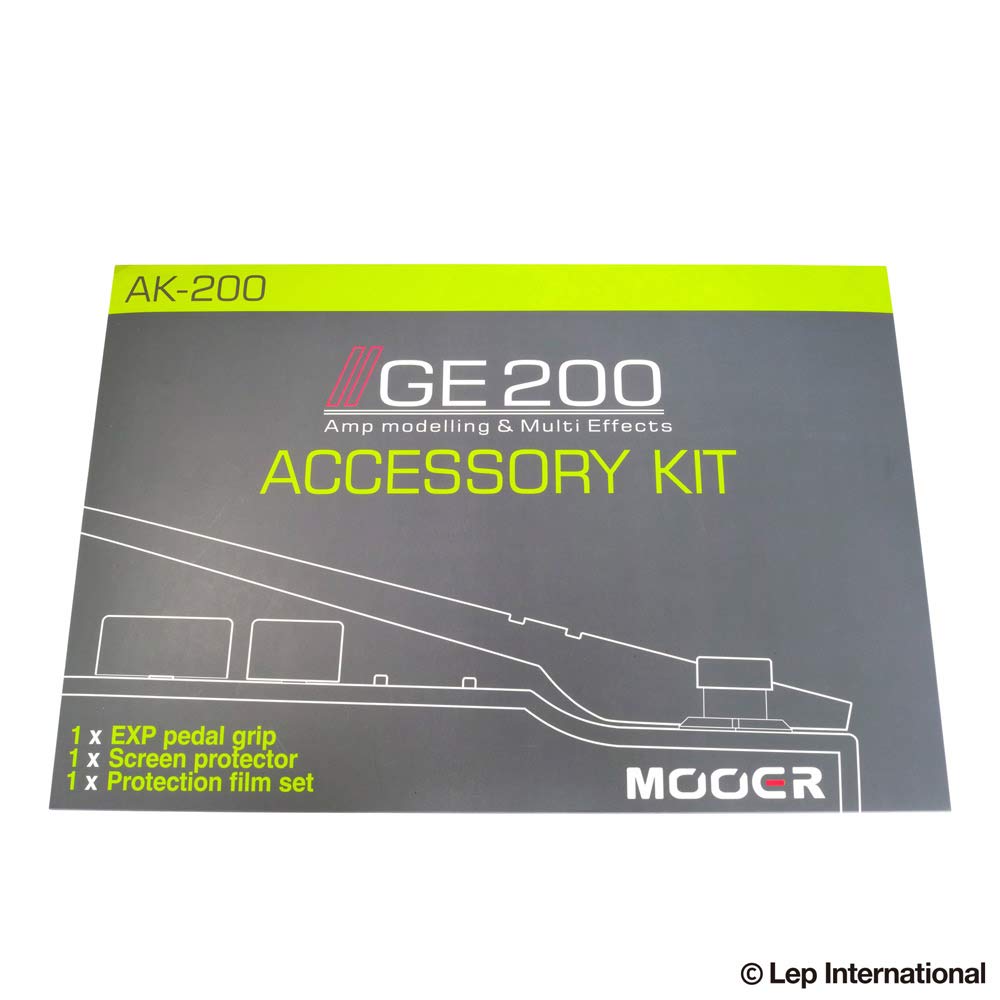 AK-200
GE200
Amp modelling & Multi Effects
ACCESSORY KIT
1 x EXP pedal grip
1 x Screen protector
1 x Protection film set
MOOER
© Lep International